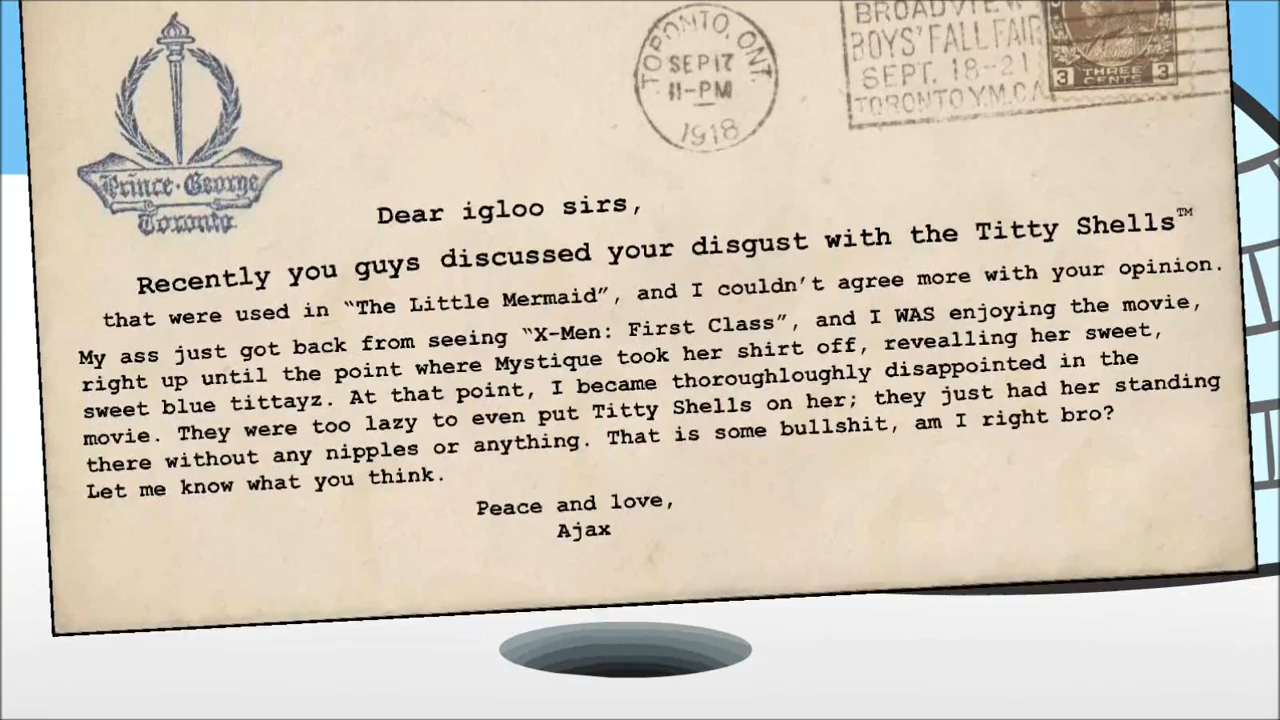 BROADVIEW
BOYS' FALL FAIR
SEPT. 18-21
TORONTO Y.M.C.A
TORONTO, ONT.
SEP 17
11-PM
1918
3 THREE 3
CENTS
Prince·George
Toronto
Dear igloo sirs,
Recently you guys discussed your disgust with the Titty Shells™
that were used in “The Little Mermaid”, and I couldn’t agree more with your opinion.
My ass just got back from seeing “X-Men: First Class”, and I WAS enjoying the movie,
right up until the point where Mystique took her shirt off, revealling her sweet,
sweet blue tittayz. At that point, I became thoroughloughly disappointed in the
movie. They were too lazy to even put Titty Shells on her; they just had her standing
there without any nipples or anything. That is some bullshit, am I right bro?
Let me know what you think.
Peace and love,
Ajax